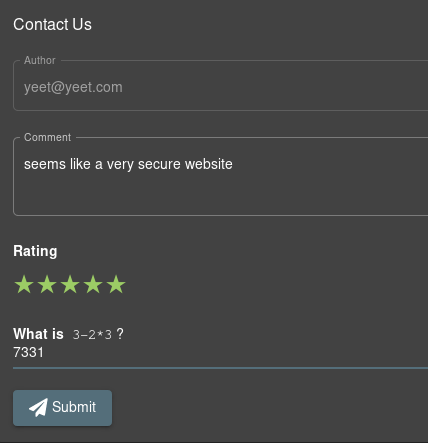 Contact Us
Author
yeet@yeet.com
Comment
seems like a very secure website
Rating
What is 3-2*3 ?
7331
Submit